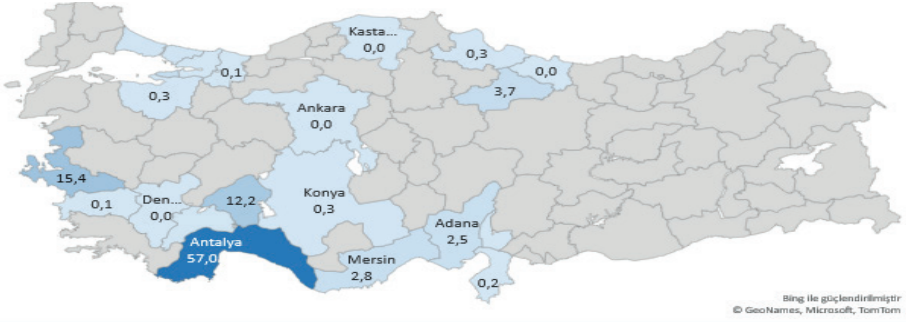 Kasta...
0,0
0,3
0,1
0,0
0,3
3,7
Ankara
0,0
15,4
Konya
0,3
Den...
0,0
12,2
0,1
Adana
2,5
Antalya
57,0
Mersin
2,8
0,2
Bing ile güçlendirilmiştir
© GeoNames, Microsoft, TomTom